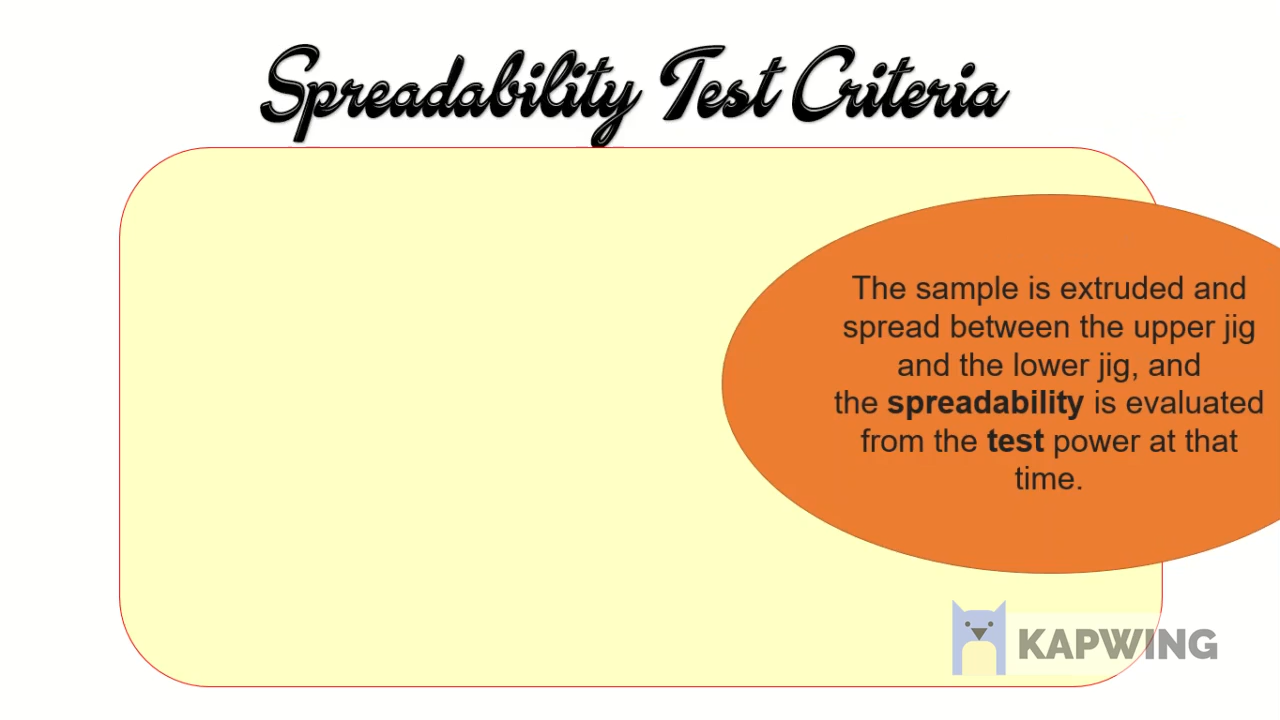 Spreadability Test Criteria
The sample is extruded and
spread between the upper jig
and the lower jig, and
the spreadability is evaluated
from the test power at that
time.
KAPWING